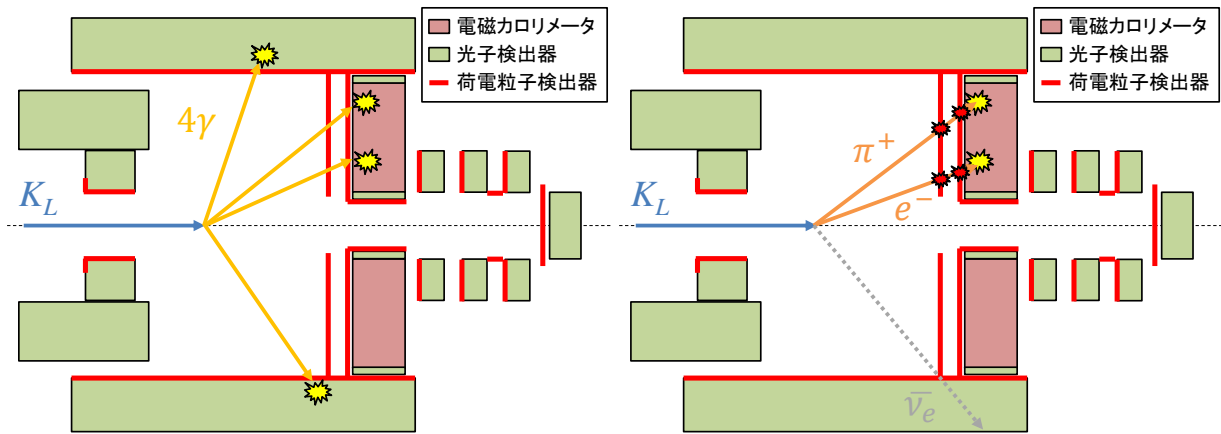 電磁カロリメータ
光子検出器
荷電粒子検出器
4γ
K_L
電磁カロリメータ
光子検出器
荷電粒子検出器
π⁺
e⁻
K_L
ν̅_e